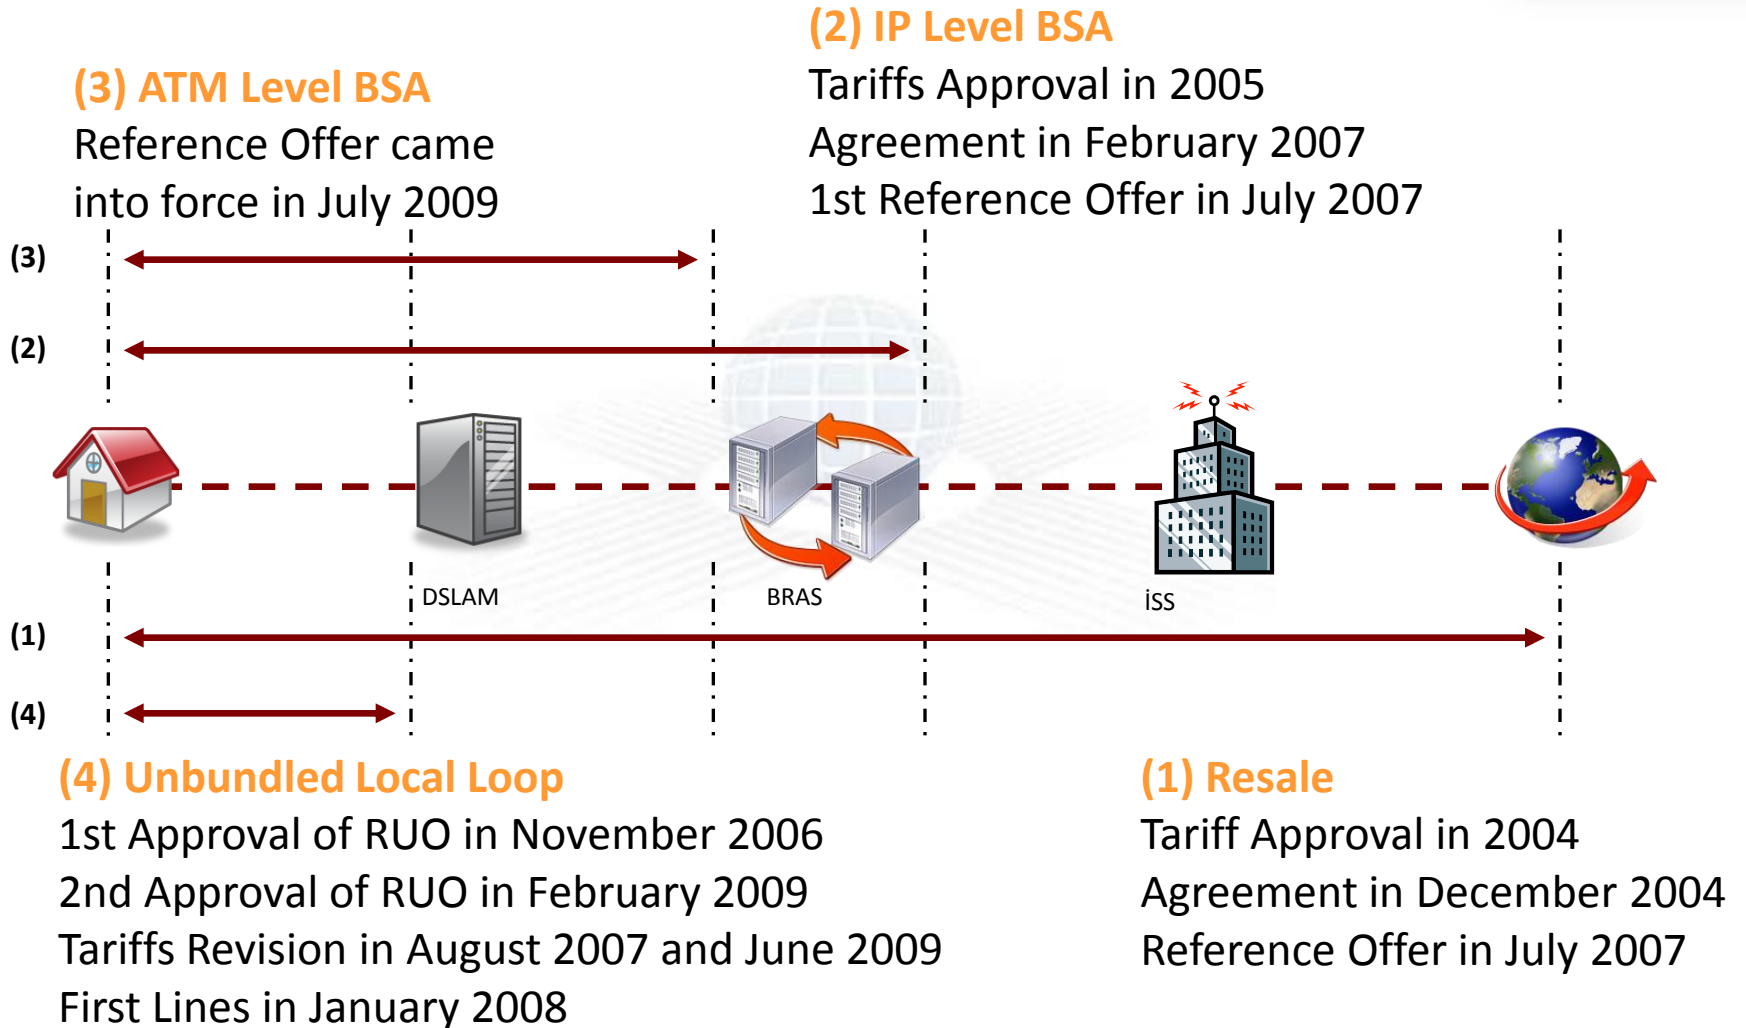 (2) IP Level BSA
Tariffs Approval in 2005
Agreement in February 2007
1st Reference Offer in July 2007
(3) ATM Level BSA
Reference Offer came
into force in July 2009
(3)
(2)
DSLAM
BRAS
İSS
(1)
(4)
(4) Unbundled Local Loop
1st Approval of RUO in November 2006
2nd Approval of RUO in February 2009
Tariffs Revision in August 2007 and June 2009
First Lines in January 2008
(1) Resale
Tariff Approval in 2004
Agreement in December 2004
Reference Offer in July 2007